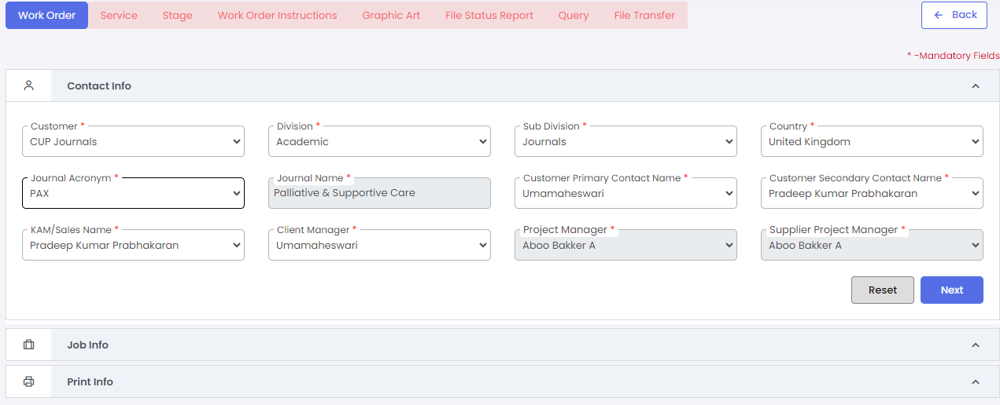 Work Order Service Stage Work Order Instructions Graphic Art File Status Report Query File Transfer Back
* -Mandatory Fields
Contact Info
Customer * Division * Sub Division * Country *
CUP Journals Academic Journals United Kingdom
Journal Acronym * Journal Name * Customer Primary Contact Name * Customer Secondary Contact Name *
PAX Palliative & Supportive Care Umamaheswari Pradeep Kumar Prabhakaran
KAM/Sales Name * Client Manager * Project Manager * Supplier Project Manager *
Pradeep Kumar Prabhakaran Umamaheswari Aboo Bakker A Aboo Bakker A
Reset Next
Job Info
Print Info